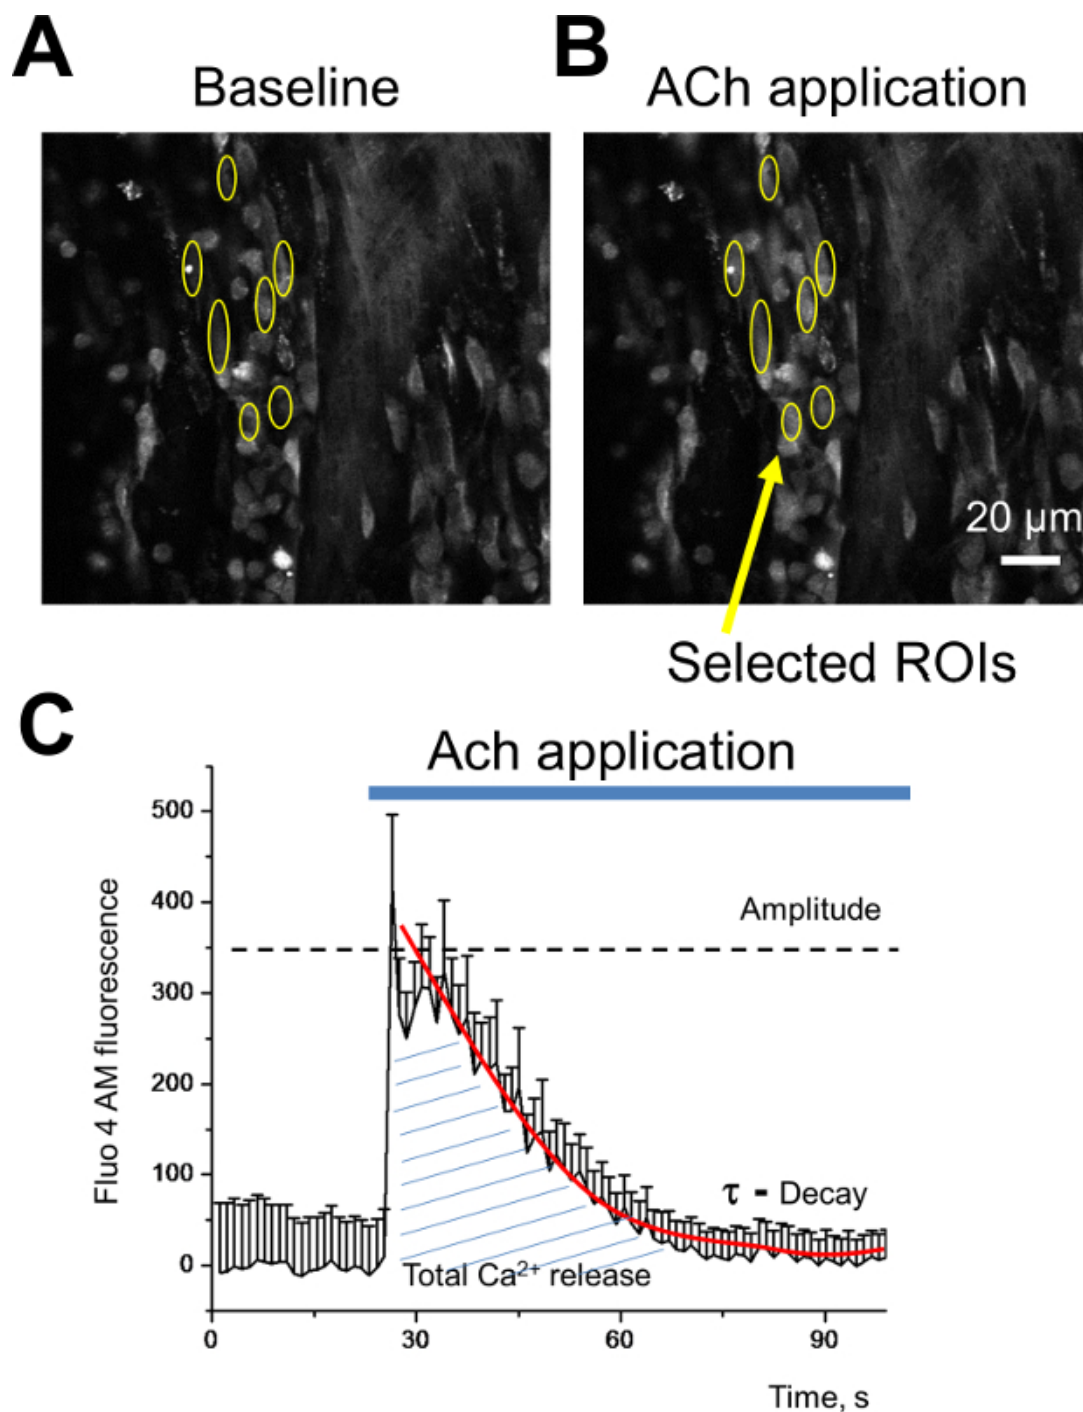 A
Baseline
B
ACh application
20 µm
Selected ROIs
C
Ach application
500
400
300
200
100
0
Fluo 4 AM fluorescence
Amplitude
τ - Decay
Total Ca²⁺ release
0 30 60 90
Time, s